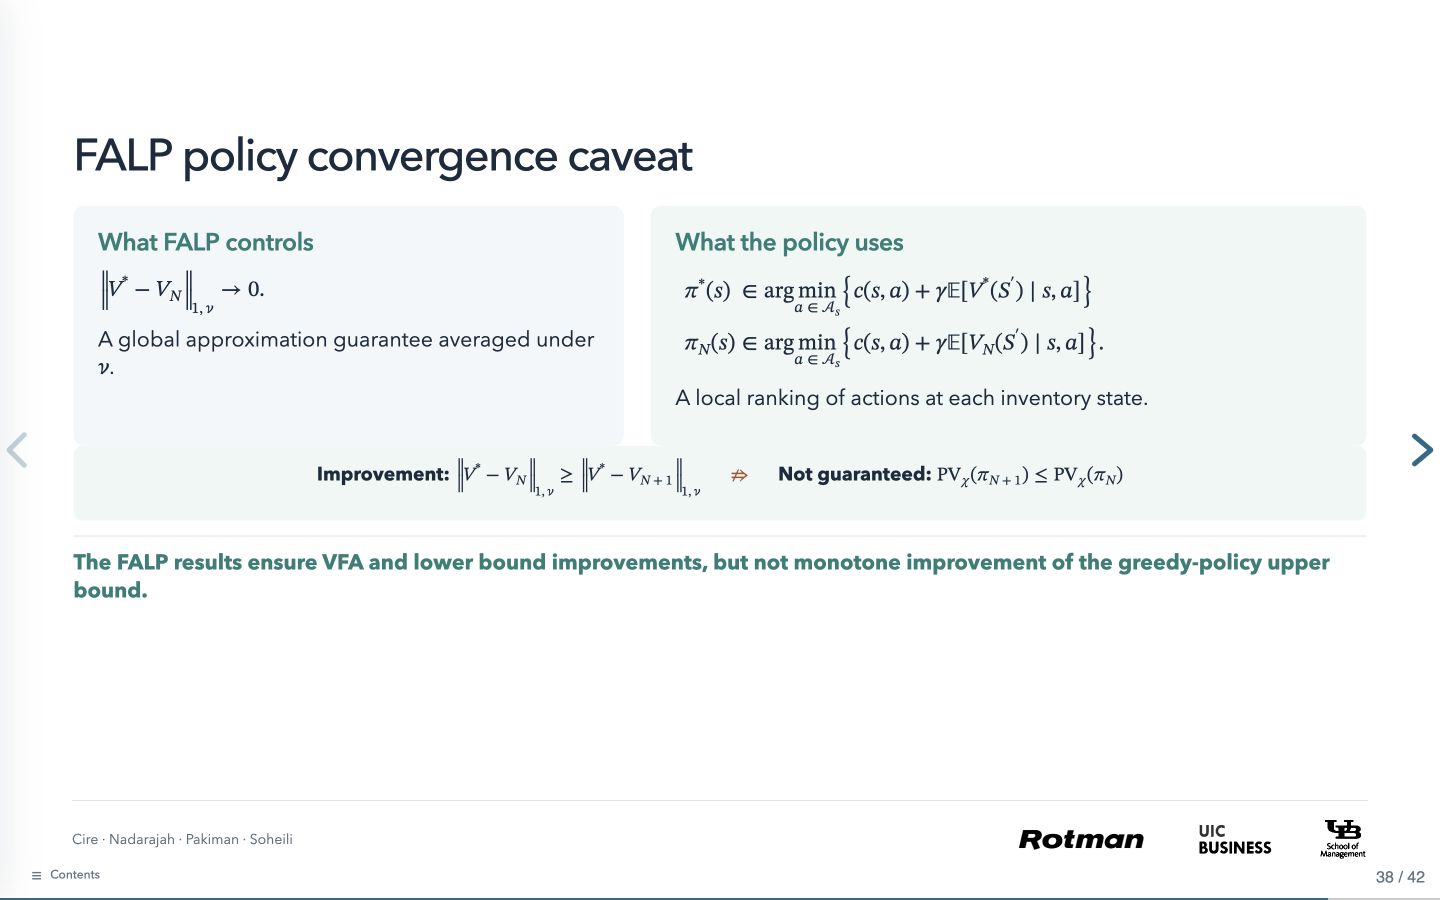 FALP policy convergence caveat
What FALP controls
‖V* − V_N‖_{1,ν} → 0.
A global approximation guarantee averaged under
ν.
What the policy uses
π*(s) ∈ arg min_{a ∈ 𝒜_s} {c(s, a) + γ𝔼[V*(S′) | s, a]}
π_N(s) ∈ arg min_{a ∈ 𝒜_s} {c(s, a) + γ𝔼[V_N(S′) | s, a]}.
A local ranking of actions at each inventory state.
Improvement: ‖V* − V_N‖_{1,ν} ≥ ‖V* − V_{N+1}‖_{1,ν} ⇏ Not guaranteed: PV_χ(π_{N+1}) ≤ PV_χ(π_N)
The FALP results ensure VFA and lower bound improvements, but not monotone improvement of the greedy-policy upper
bound.
Cire · Nadarajah · Pakiman · Soheili
Rotman
UIC
BUSINESS
UB
School of
Management
☰ Contents
38 / 42